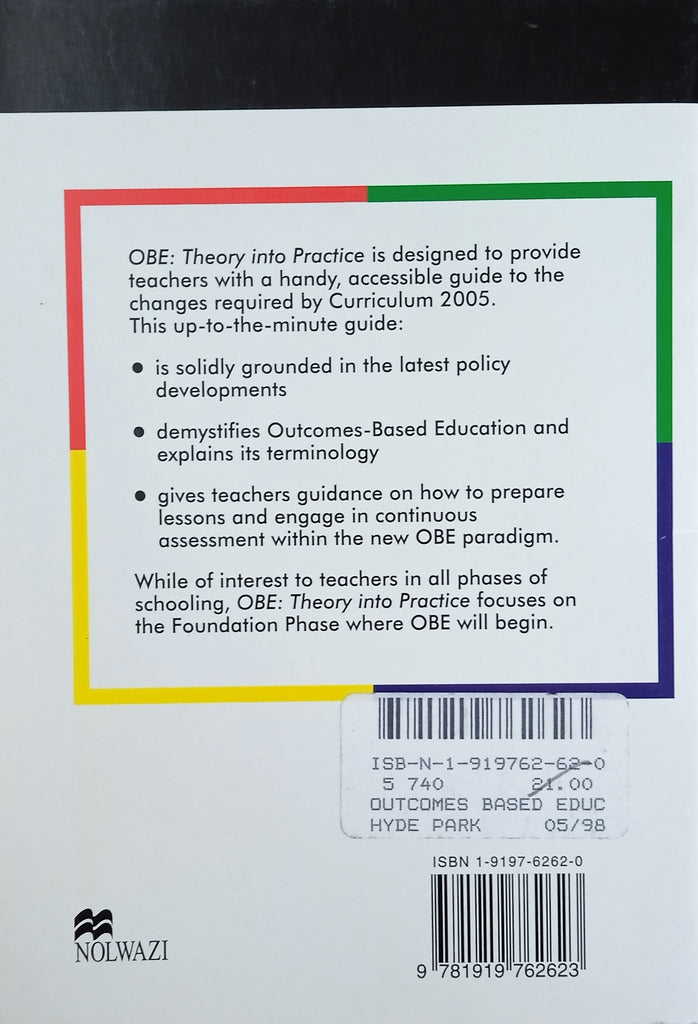 OBE: Theory into Practice is designed to provide
teachers with a handy, accessible guide to the
changes required by Curriculum 2005.
This up-to-the-minute guide:
● is solidly grounded in the latest policy
developments
● demystifies Outcomes-Based Education and
explains its terminology
● gives teachers guidance on how to prepare
lessons and engage in continuous
assessment within the new OBE paradigm.
While of interest to teachers in all phases of
schooling, OBE: Theory into Practice focuses on
the Foundation Phase where OBE will begin.
ISB-N-1-919762-62-0
5 740 21.00
OUTCOMES BASED EDUC
HYDE PARK 05/98
ISBN 1-9197-6262-0
9 781919 762623
NOLWAZI